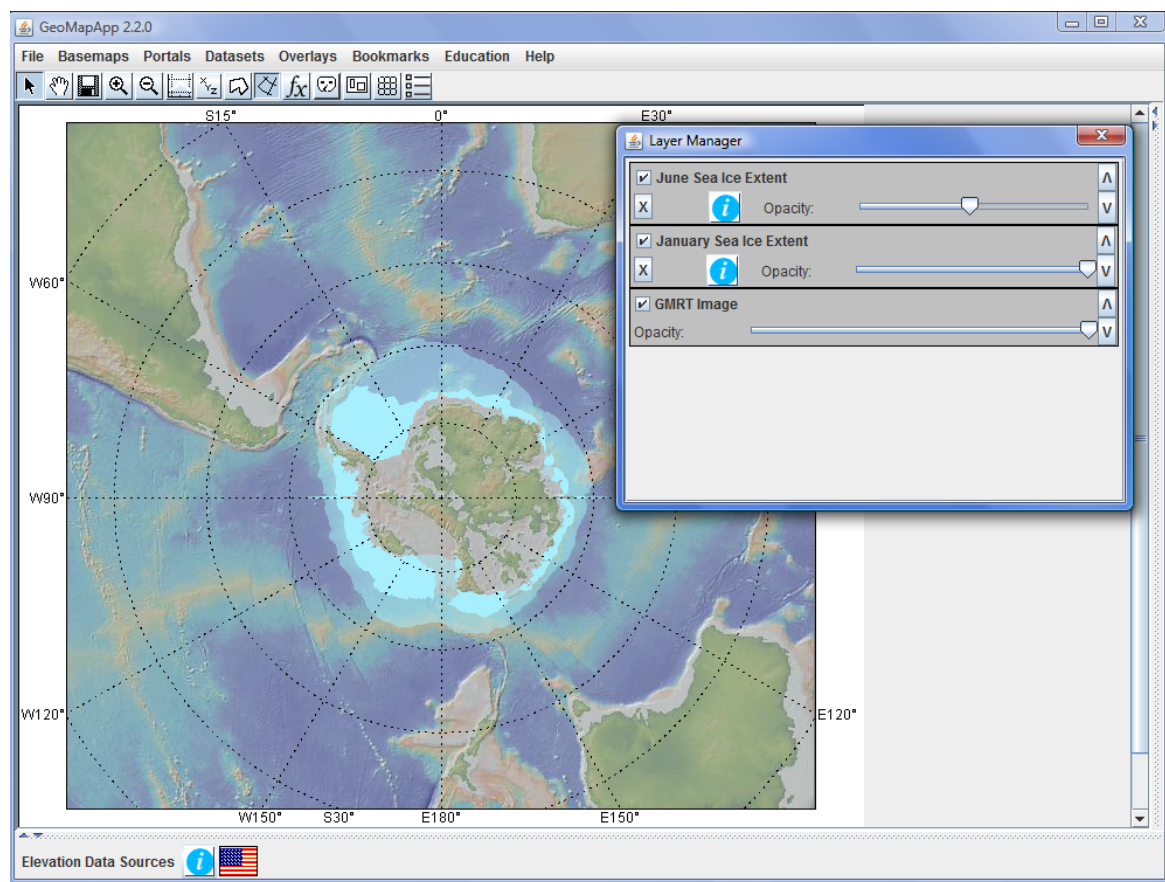 GeoMapApp 2.2.0
File Basemaps Portals Datasets Overlays Bookmarks Education Help
XYZ fx
S15° 0° E30°
Layer Manager
June Sea Ice Extent Λ
X i Opacity: V
January Sea Ice Extent Λ
X i Opacity: V
GMRT Image Λ
Opacity: V
W60°
W90°
W120° E120°
W150° S30° E180° E150°
Elevation Data Sources i